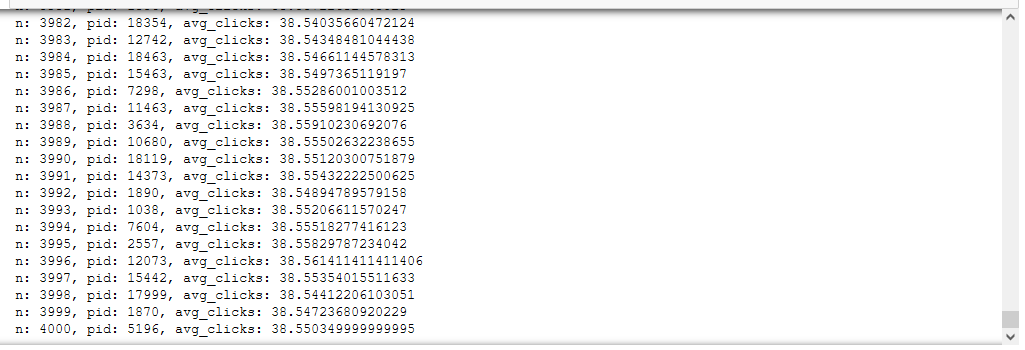 n: 3982, pid: 18354, avg_clicks: 38.54035660472124
n: 3983, pid: 12742, avg_clicks: 38.54348481044438
n: 3984, pid: 18463, avg_clicks: 38.54661144578313
n: 3985, pid: 15463, avg_clicks: 38.5497365119197
n: 3986, pid: 7298, avg_clicks: 38.55286001003512
n: 3987, pid: 11463, avg_clicks: 38.55598194130925
n: 3988, pid: 3634, avg_clicks: 38.55910230692076
n: 3989, pid: 10680, avg_clicks: 38.55502632238655
n: 3990, pid: 18119, avg_clicks: 38.55120300751879
n: 3991, pid: 14373, avg_clicks: 38.55432222500625
n: 3992, pid: 1890, avg_clicks: 38.54894789579158
n: 3993, pid: 1038, avg_clicks: 38.55206611570247
n: 3994, pid: 7604, avg_clicks: 38.55518277416123
n: 3995, pid: 2557, avg_clicks: 38.55829787234042
n: 3996, pid: 12073, avg_clicks: 38.561411411411406
n: 3997, pid: 15442, avg_clicks: 38.55354015511633
n: 3998, pid: 17999, avg_clicks: 38.54412206103051
n: 3999, pid: 1870, avg_clicks: 38.54723680920229
n: 4000, pid: 5196, avg_clicks: 38.550349999999995